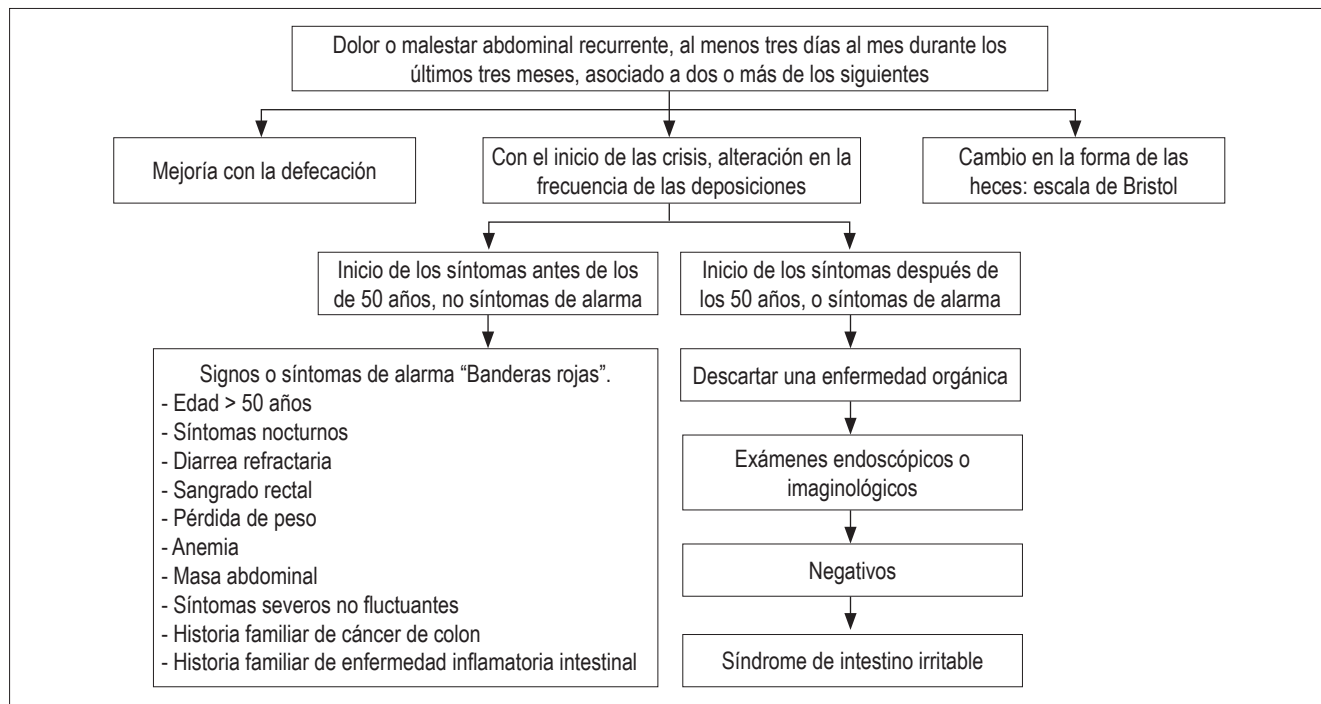 Dolor o malestar abdominal recurrente, al menos tres días al mes durante los
últimos tres meses, asociado a dos o más de los siguientes
Mejoría con la defecación
Con el inicio de las crisis, alteración en la
frecuencia de las deposiciones
Cambio en la forma de las
heces: escala de Bristol
Inicio de los síntomas antes de los
de 50 años, no síntomas de alarma
Inicio de los síntomas después de
los 50 años, o síntomas de alarma
Signos o síntomas de alarma “Banderas rojas”.
- Edad > 50 años
- Síntomas nocturnos
- Diarrea refractaria
- Sangrado rectal
- Pérdida de peso
- Anemia
- Masa abdominal
- Síntomas severos no fluctuantes
- Historia familiar de cáncer de colon
- Historia familiar de enfermedad inflamatoria intestinal
Descartar una enfermedad orgánica
Exámenes endoscópicos o
imaginológicos
Negativos
Síndrome de intestino irritable